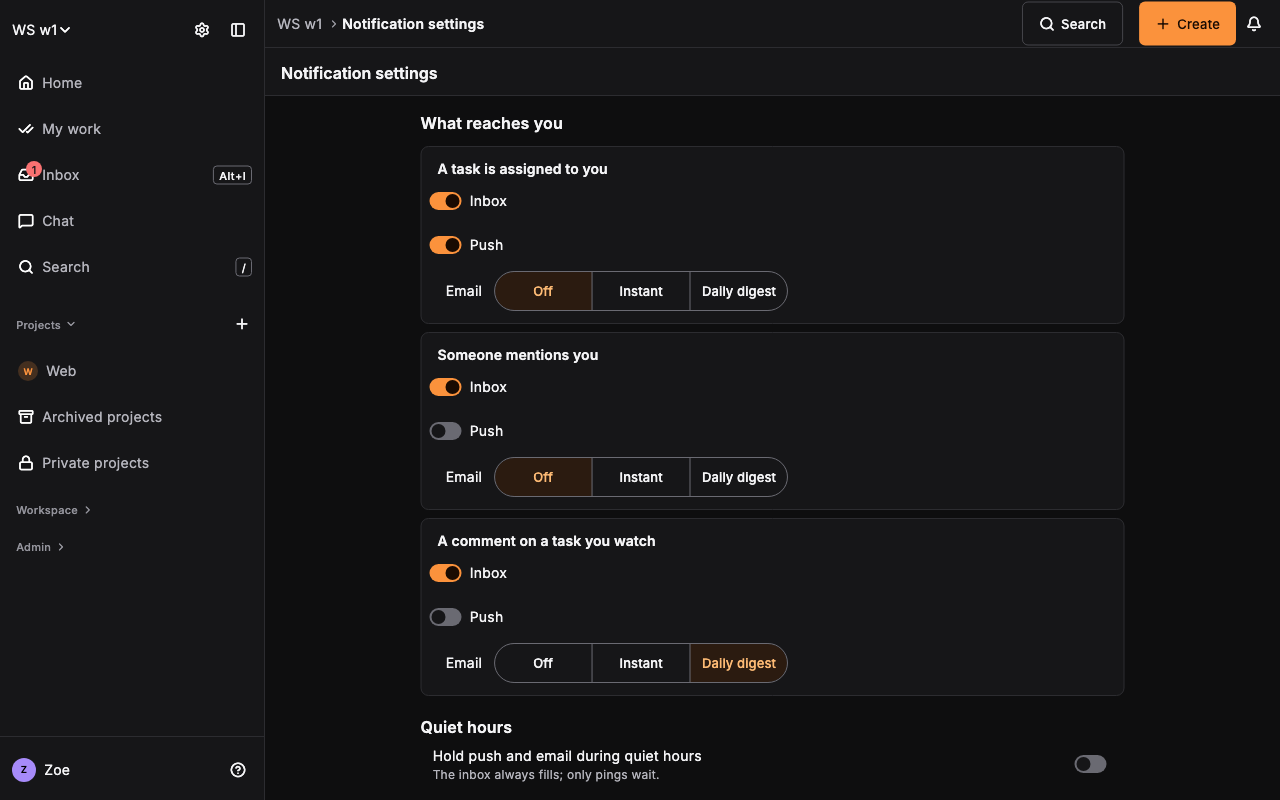 WS w1
Home
My work
1
Inbox
Alt+I
Chat
Search
/
Projects
W
Web
Archived projects
Private projects
Workspace
Admin
Z
Zoe
WS w1 > Notification settings
Search
+ Create
Notification settings
What reaches you
A task is assigned to you
Inbox
Push
Email Off Instant Daily digest
Someone mentions you
Inbox
Push
Email Off Instant Daily digest
A comment on a task you watch
Inbox
Push
Email Off Instant Daily digest
Quiet hours
Hold push and email during quiet hours
The inbox always fills; only pings wait.